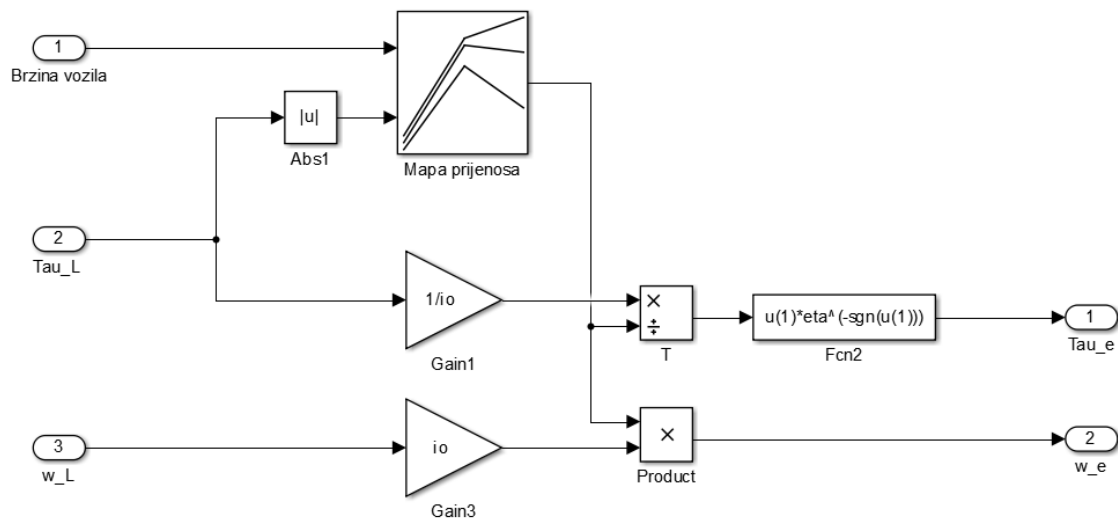 1
Brzina vozila
|u|
Abs1
Mapa prijenosa
2
Tau_L
1/io
Gain1
×
÷
T
u(1)*eta^(-sgn(u(1)))
Fcn2
1
Tau_e
3
w_L
io
Gain3
×
Product
2
w_e